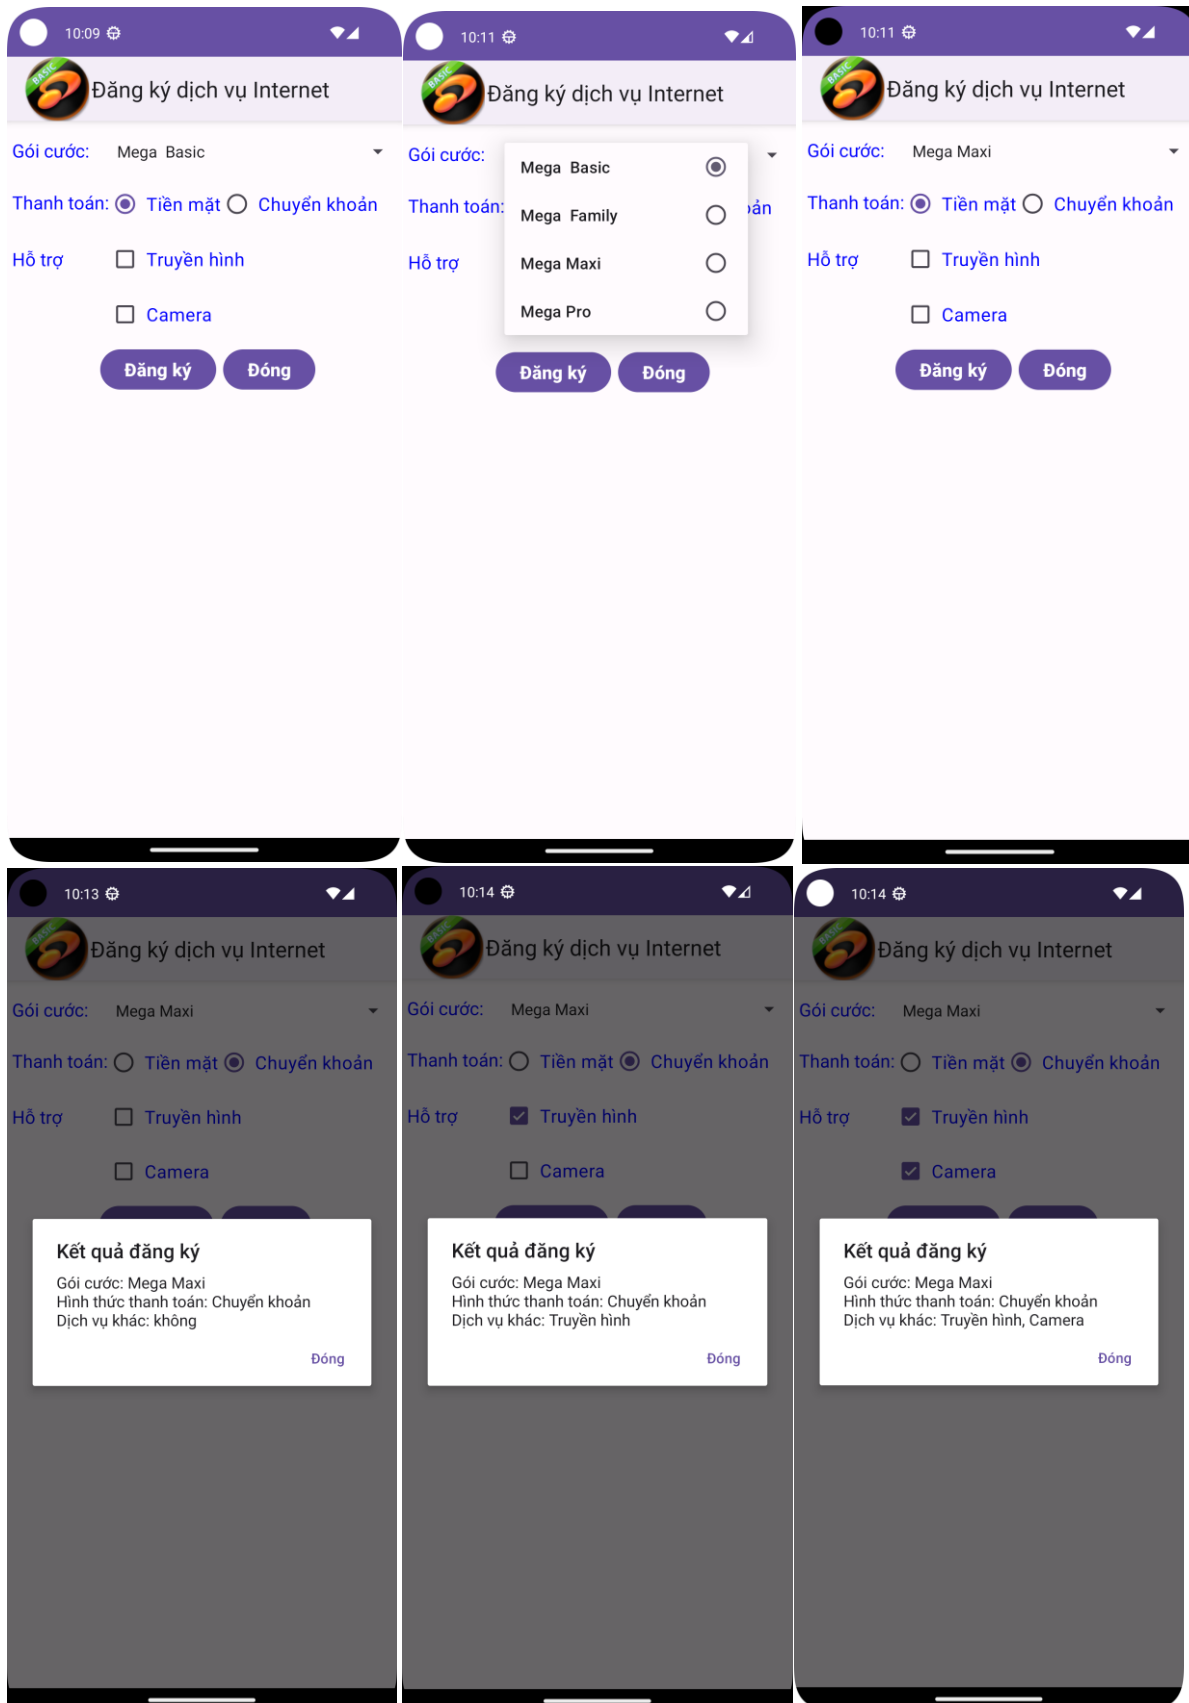 10:09
BASIC
Đăng ký dịch vụ Internet
Gói cước: Mega  Basic
Thanh toán: Tiền mặt Chuyển khoản
Hỗ trợ Truyền hình
Camera
Đăng ký Đóng
10:11
BASIC
Đăng ký dịch vụ Internet
Gói cước:
Mega  Basic
Thanh toán:
Mega  Family
oản
Hỗ trợ
Mega Maxi
Mega Pro
Đăng ký Đóng
10:11
BASIC
Đăng ký dịch vụ Internet
Gói cước: Mega Maxi
Thanh toán: Tiền mặt Chuyển khoản
Hỗ trợ Truyền hình
Camera
Đăng ký Đóng
10:13
BASIC
Đăng ký dịch vụ Internet
Gói cước: Mega Maxi
Thanh toán: Tiền mặt Chuyển khoản
Hỗ trợ Truyền hình
Camera
Kết quả đăng ký
Gói cước: Mega Maxi
Hình thức thanh toán: Chuyển khoản
Dịch vụ khác: không
Đóng
10:14
BASIC
Đăng ký dịch vụ Internet
Gói cước: Mega Maxi
Thanh toán: Tiền mặt Chuyển khoản
Hỗ trợ Truyền hình
Camera
Kết quả đăng ký
Gói cước: Mega Maxi
Hình thức thanh toán: Chuyển khoản
Dịch vụ khác: Truyền hình
Đóng
10:14
BASIC
Đăng ký dịch vụ Internet
Gói cước: Mega Maxi
Thanh toán: Tiền mặt Chuyển khoản
Hỗ trợ Truyền hình
Camera
Kết quả đăng ký
Gói cước: Mega Maxi
Hình thức thanh toán: Chuyển khoản
Dịch vụ khác: Truyền hình, Camera
Đóng